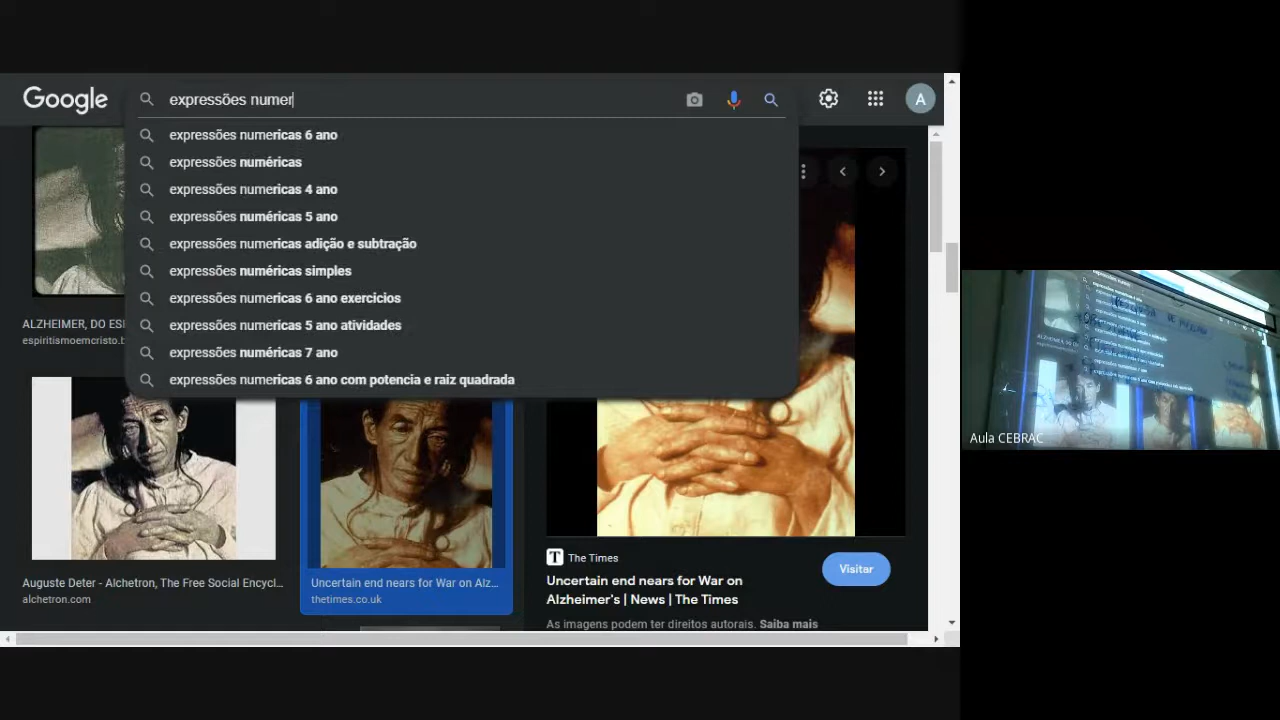 Google
expressões numer
A
expressões numericas 6 ano
expressões numéricas
expressões numericas 4 ano
expressões numéricas 5 ano
expressões numericas adição e subtração
expressões numéricas simples
expressões numericas 6 ano exercicios
expressões numericas 5 ano atividades
expressões numéricas 7 ano
expressões numericas 6 ano com potencia e raiz quadrada
ALZHEIMER, DO ESI
espiritismoemcristo.b
Auguste Deter - Alchetron, The Free Social Encycl...
alchetron.com
Uncertain end nears for War on Alz...
thetimes.co.uk
T The Times
Uncertain end nears for War on
Alzheimer's | News | The Times
Visitar
As imagens podem ter direitos autorais. Saiba mais
Aula CEBRAC